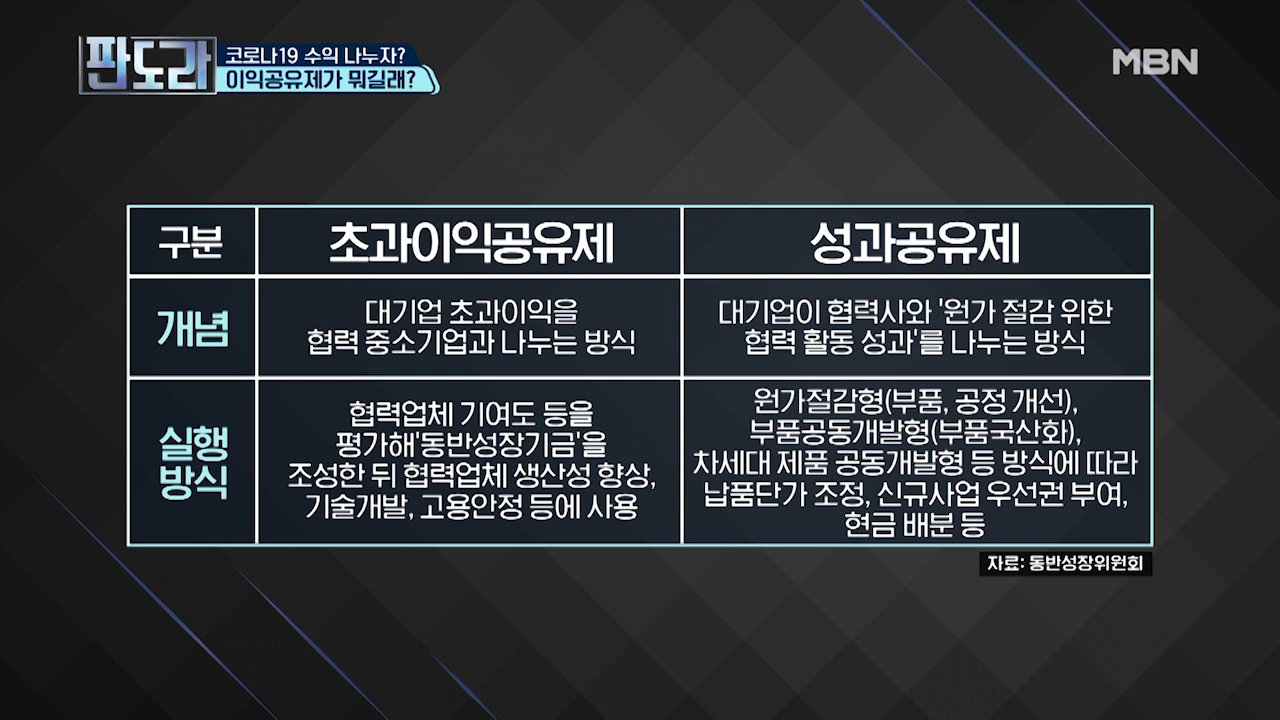 판도라
코로나19 수익 나누자?
이익공유제가 뭐길래?
MBN
구분
초과이익공유제
성과공유제
개념
대기업 초과이익을
협력 중소기업과 나누는 방식
대기업이 협력사와 '원가 절감 위한
협력 활동 성과'를 나누는 방식
실행
방식
협력업체 기여도 등을
평가해'동반성장기금'을
조성한 뒤 협력업체 생산성 향상,
기술개발, 고용안정 등에 사용
원가절감형(부품, 공정 개선),
부품공동개발형(부품국산화),
차세대 제품 공동개발형 등 방식에 따라
납품단가 조정, 신규사업 우선권 부여,
현금 배분 등
자료: 동반성장위원회